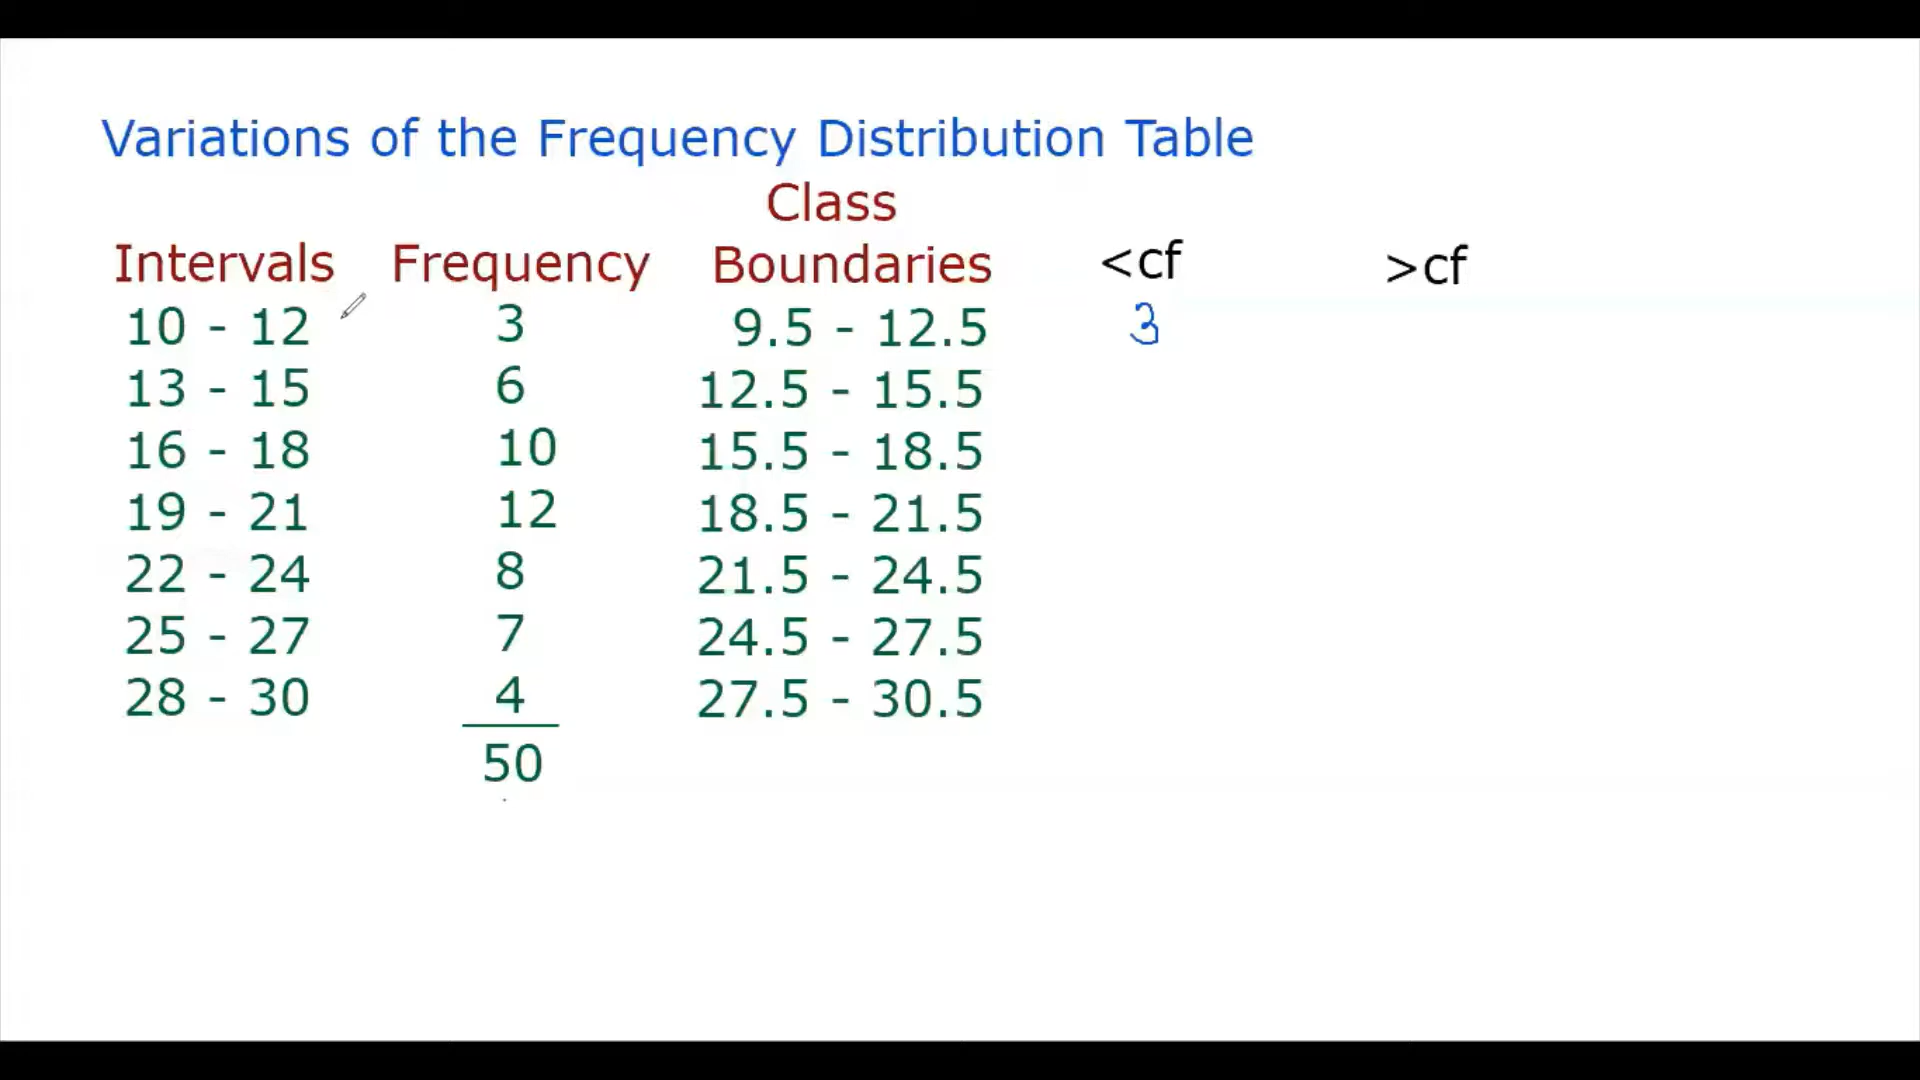 Variations of the Frequency Distribution Table
Class
Intervals Frequency Boundaries <cf >cf
10 - 12 3 9.5 - 12.5 3
13 - 15 6 12.5 - 15.5
16 - 18 10 15.5 - 18.5
19 - 21 12 18.5 - 21.5
22 - 24 8 21.5 - 24.5
25 - 27 7 24.5 - 27.5
28 - 30 4 27.5 - 30.5
50